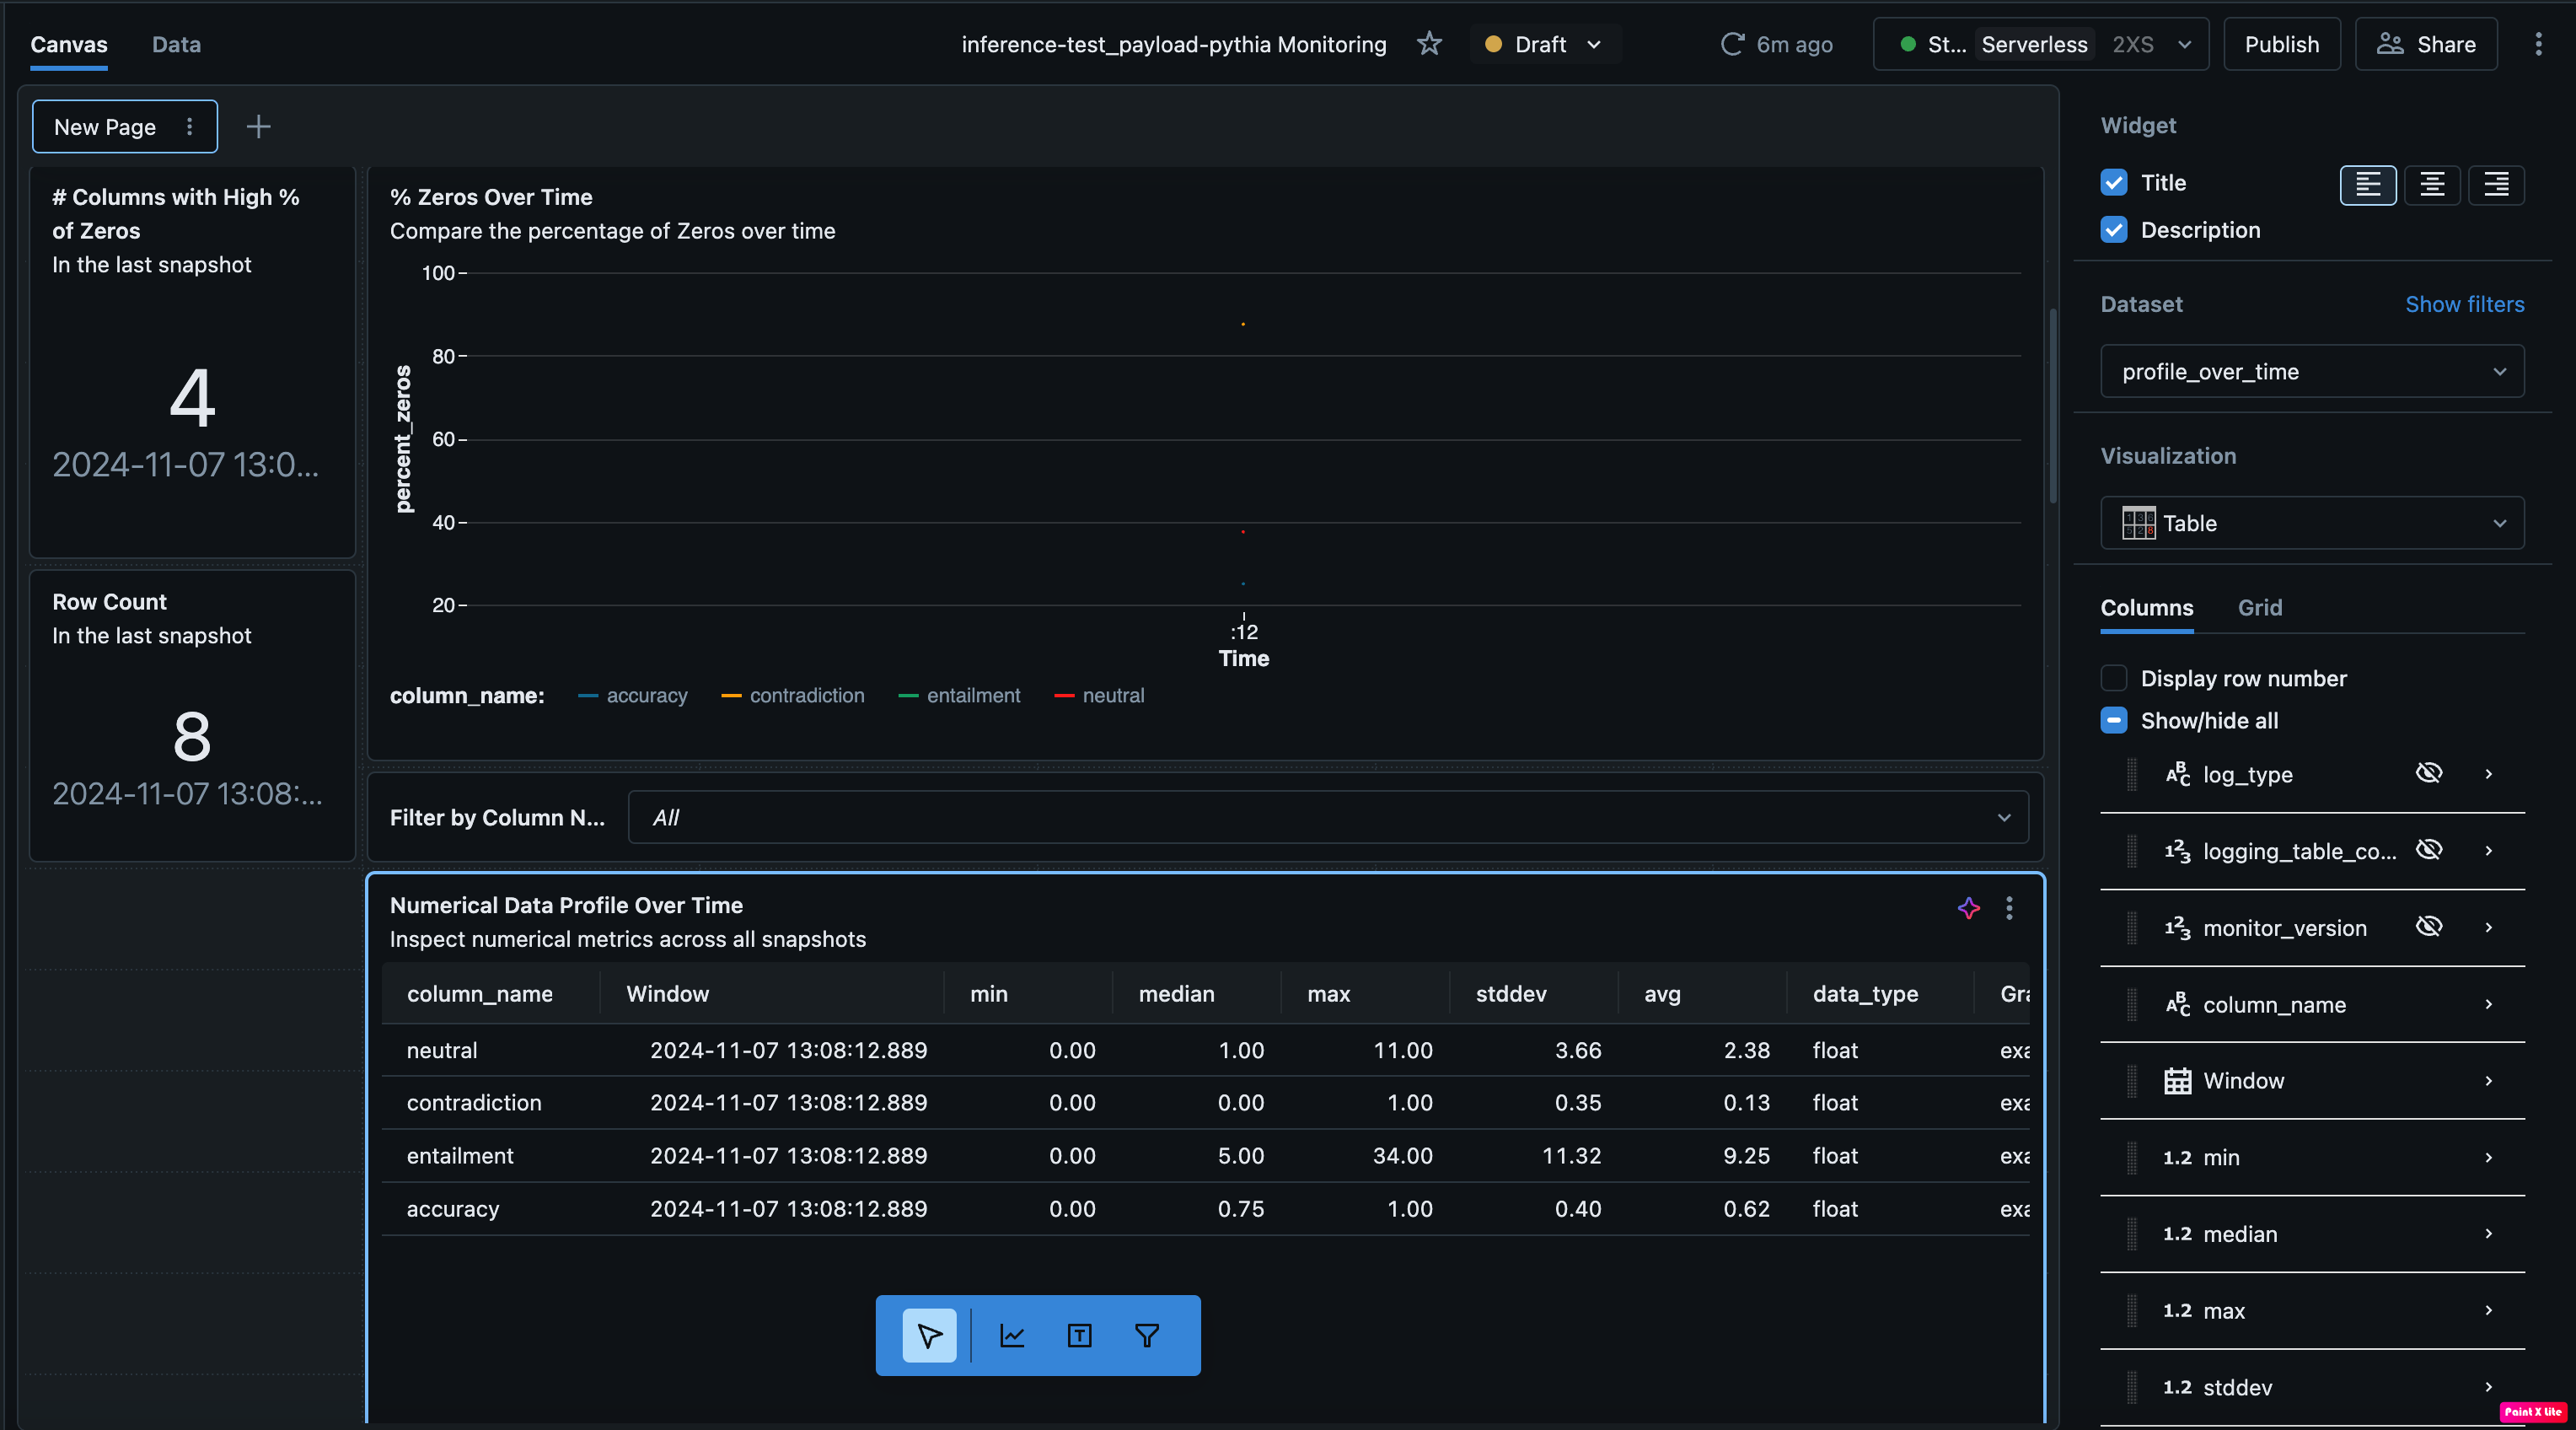 Canvas
Data
inference-test_payload-pythia Monitoring
Draft
6m ago
St... Serverless 2XS
Publish
Share
New Page
# Columns with High %
of Zeros
In the last snapshot
4
2024-11-07 13:0...
Row Count
In the last snapshot
8
2024-11-07 13:08:...
% Zeros Over Time
Compare the percentage of Zeros over time
percent_zeros
100
80
60
40
20
:12
Time
column_name: accuracy contradiction entailment neutral
Filter by Column N... All
Numerical Data Profile Over Time
Inspect numerical metrics across all snapshots
column_name Window min median max stddev avg data_type Gra
neutral 2024-11-07 13:08:12.889 0.00 1.00 11.00 3.66 2.38 float exa
contradiction 2024-11-07 13:08:12.889 0.00 0.00 1.00 0.35 0.13 float exa
entailment 2024-11-07 13:08:12.889 0.00 5.00 34.00 11.32 9.25 float exa
accuracy 2024-11-07 13:08:12.889 0.00 0.75 1.00 0.40 0.62 float exa
Widget
Title
Description
Dataset
Show filters
profile_over_time
Visualization
Table
Columns
Grid
Display row number
Show/hide all
log_type
logging_table_co...
monitor_version
column_name
Window
1.2 min
1.2 median
1.2 max
1.2 stddev
Paint X lite